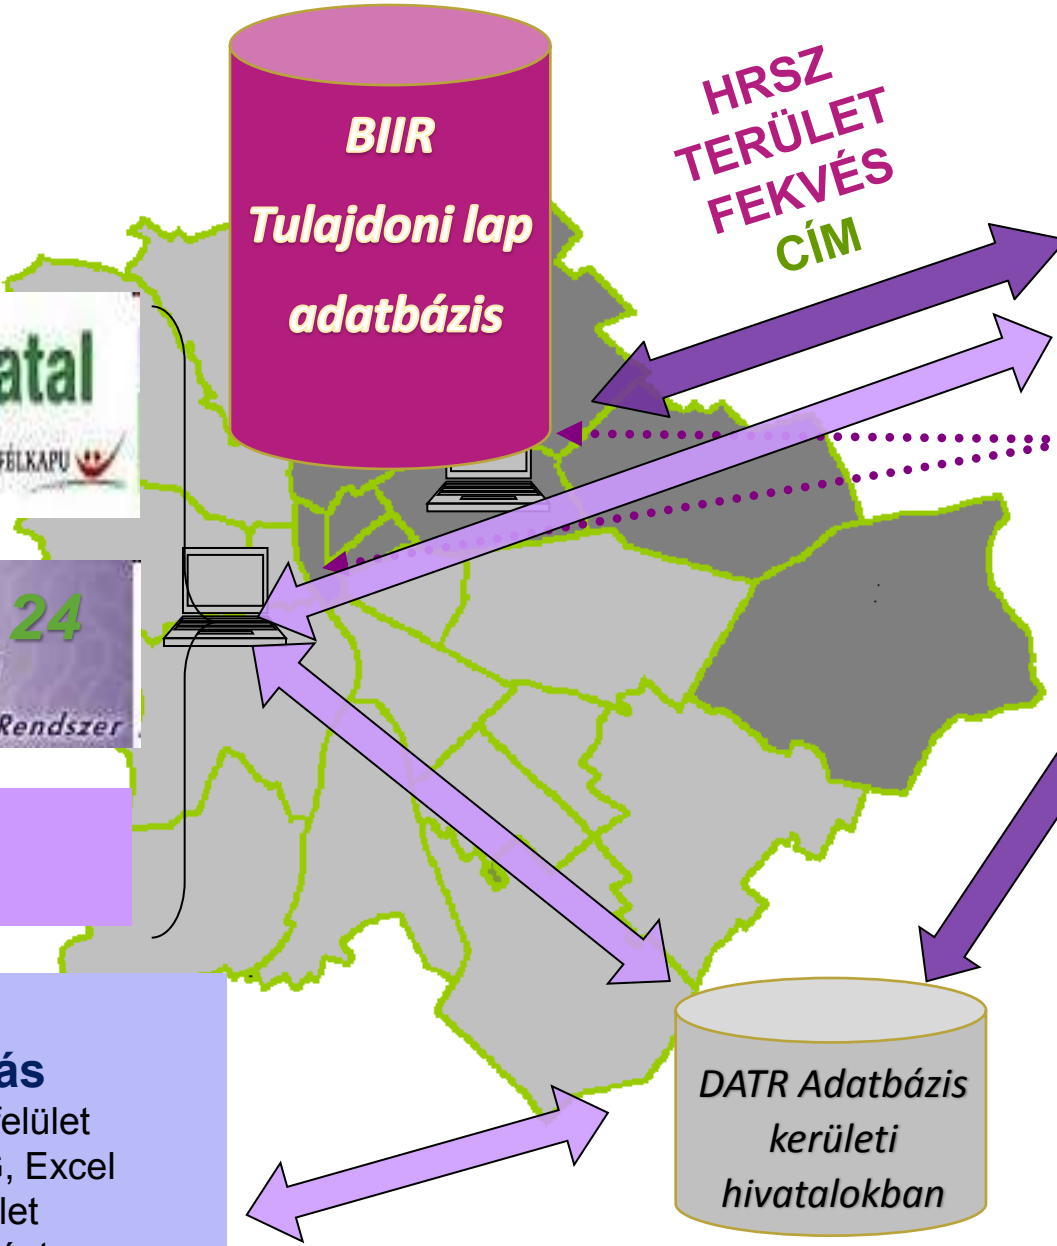 BIIR
Tulajdoni lap
adatbázis
HRSZ
TERÜLET
FEKVÉS
CÍM
atal
FÉLKAPU
24
Rendszer
ás
felület
, Excel
let
DATR Adatbázis
kerületi
hivatalokban